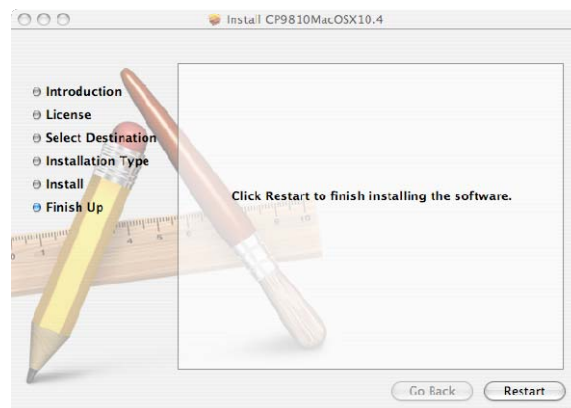 Install CP9810MacOSX10.4
Introduction
License
Select Destination
Installation Type
Install
Finish Up
Click Restart to finish installing the software.
Go Back
Restart